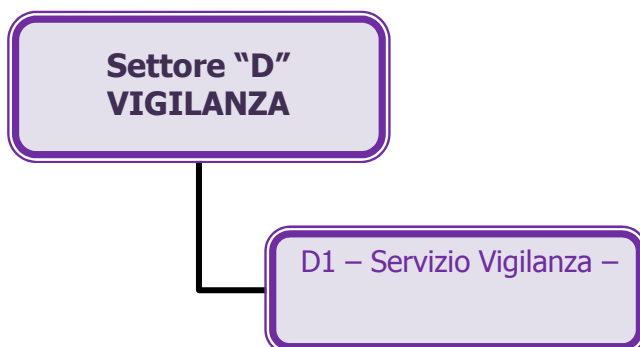 Settore “D”
VIGILANZA
D1 – Servizio Vigilanza –